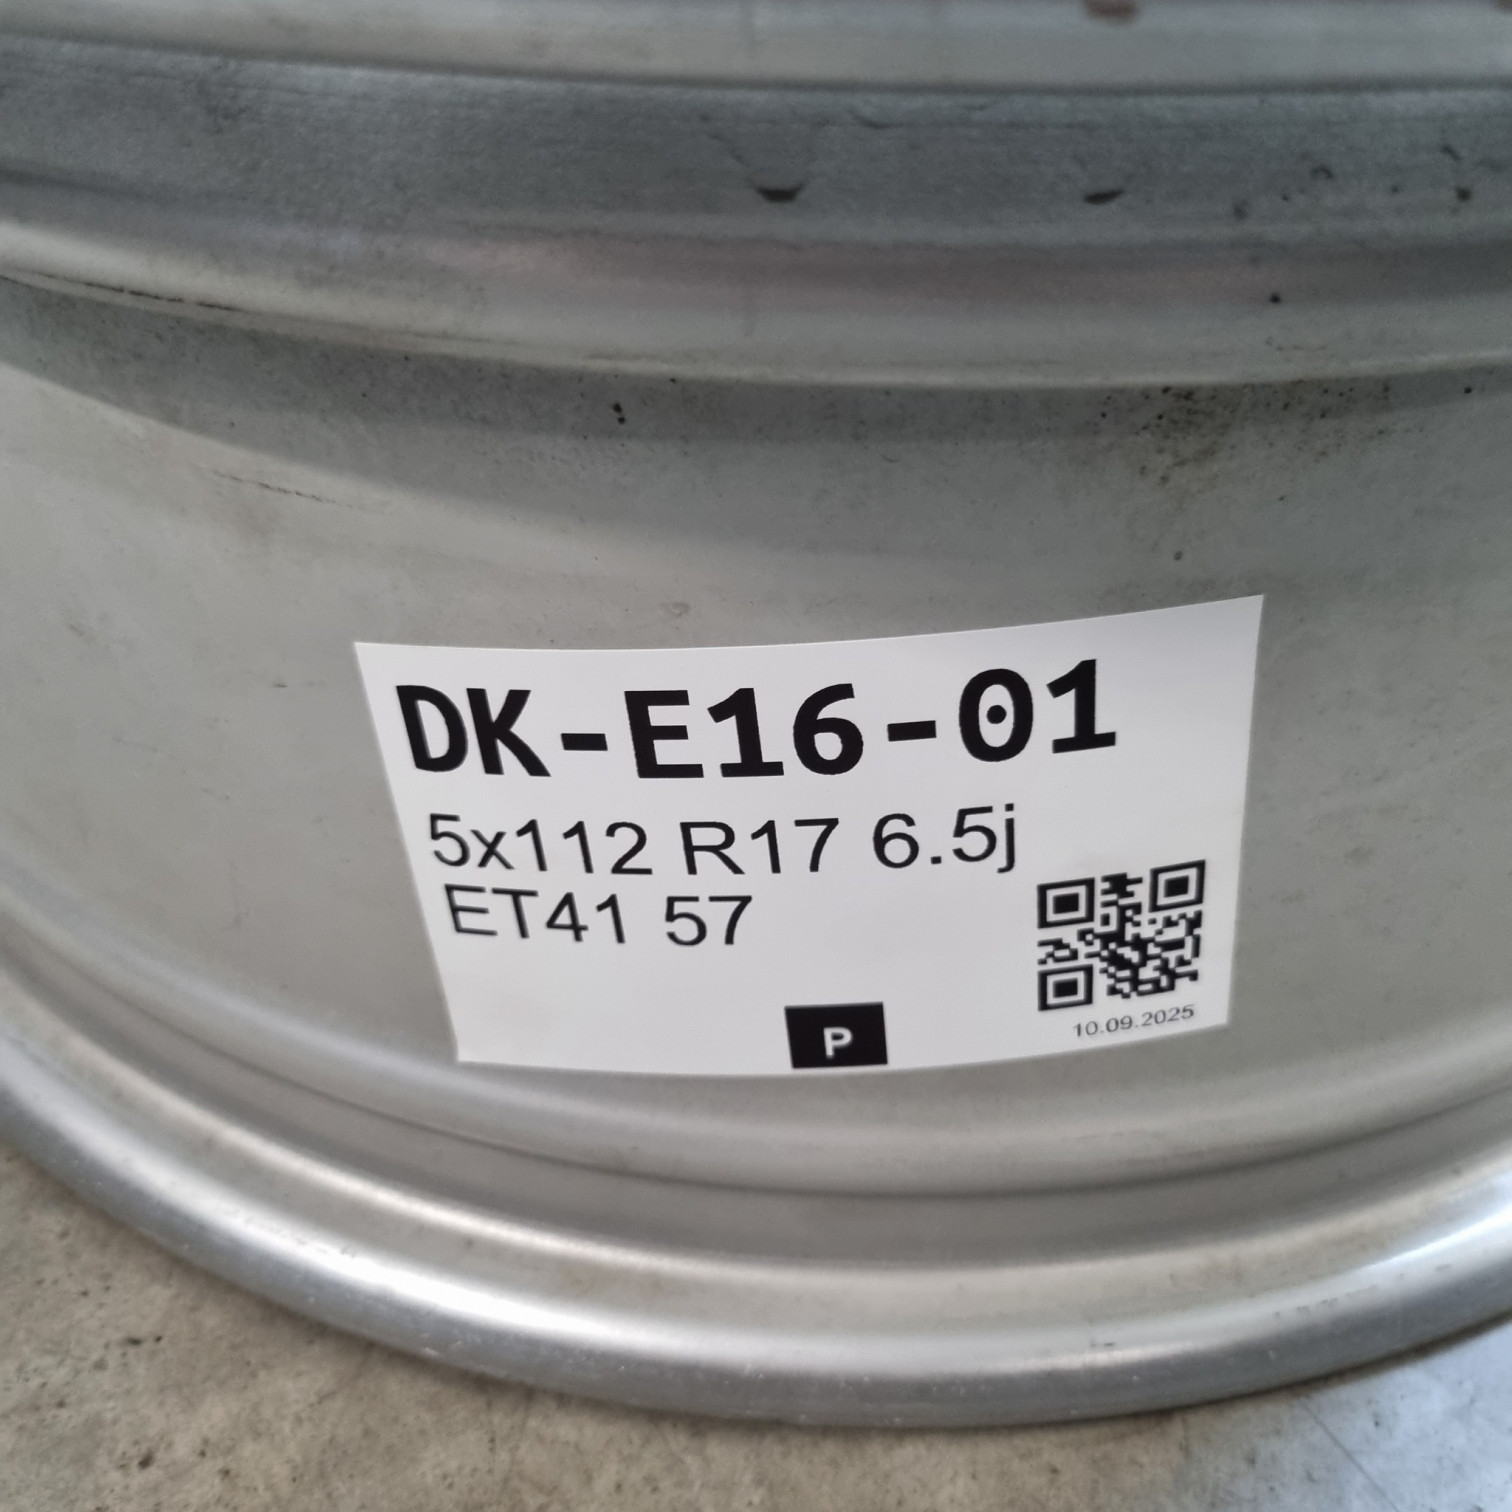 DK-E16-01
5x112 R17 6.5j
ET41 57
P
10.09.2025